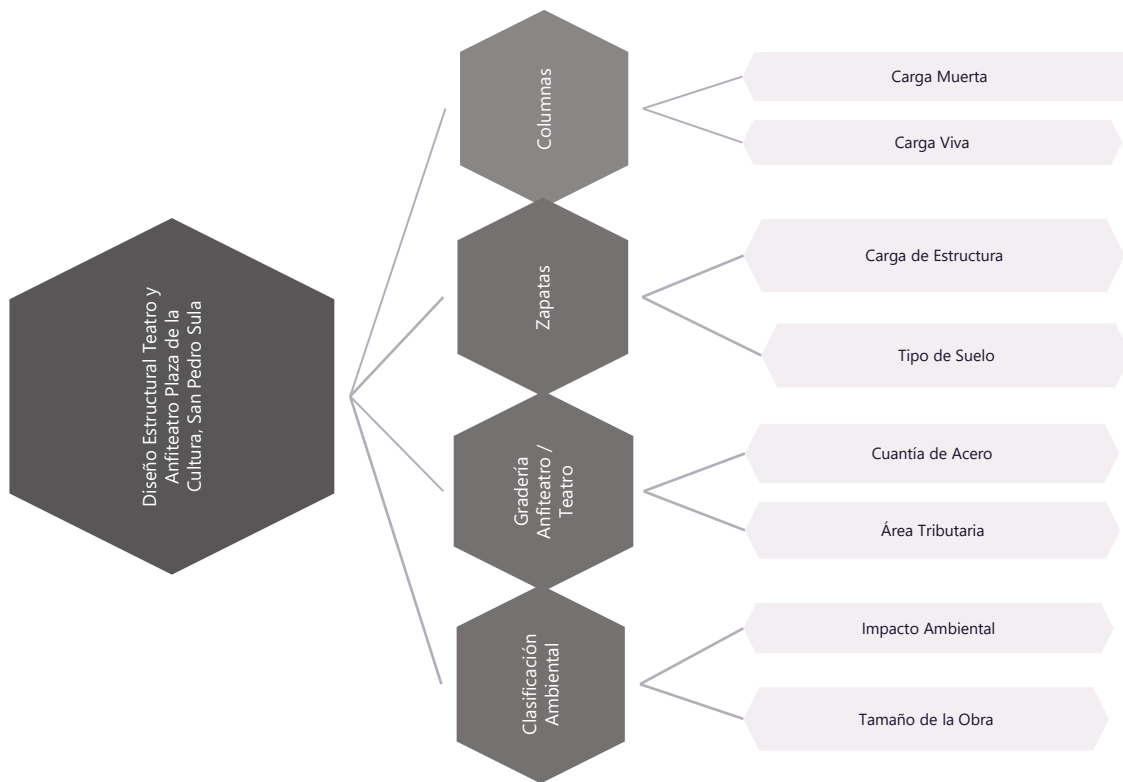 Diseño Estructural Teatro y
Anfiteatro Plaza de la
Cultura, San Pedro Sula
Columnas
Carga Muerta
Carga Viva
Zapatas
Carga de Estructura
Tipo de Suelo
Gradería
Anfiteatro /
Teatro
Cuantía de Acero
Área Tributaria
Clasificación
Ambiental
Impacto Ambiental
Tamaño de la Obra